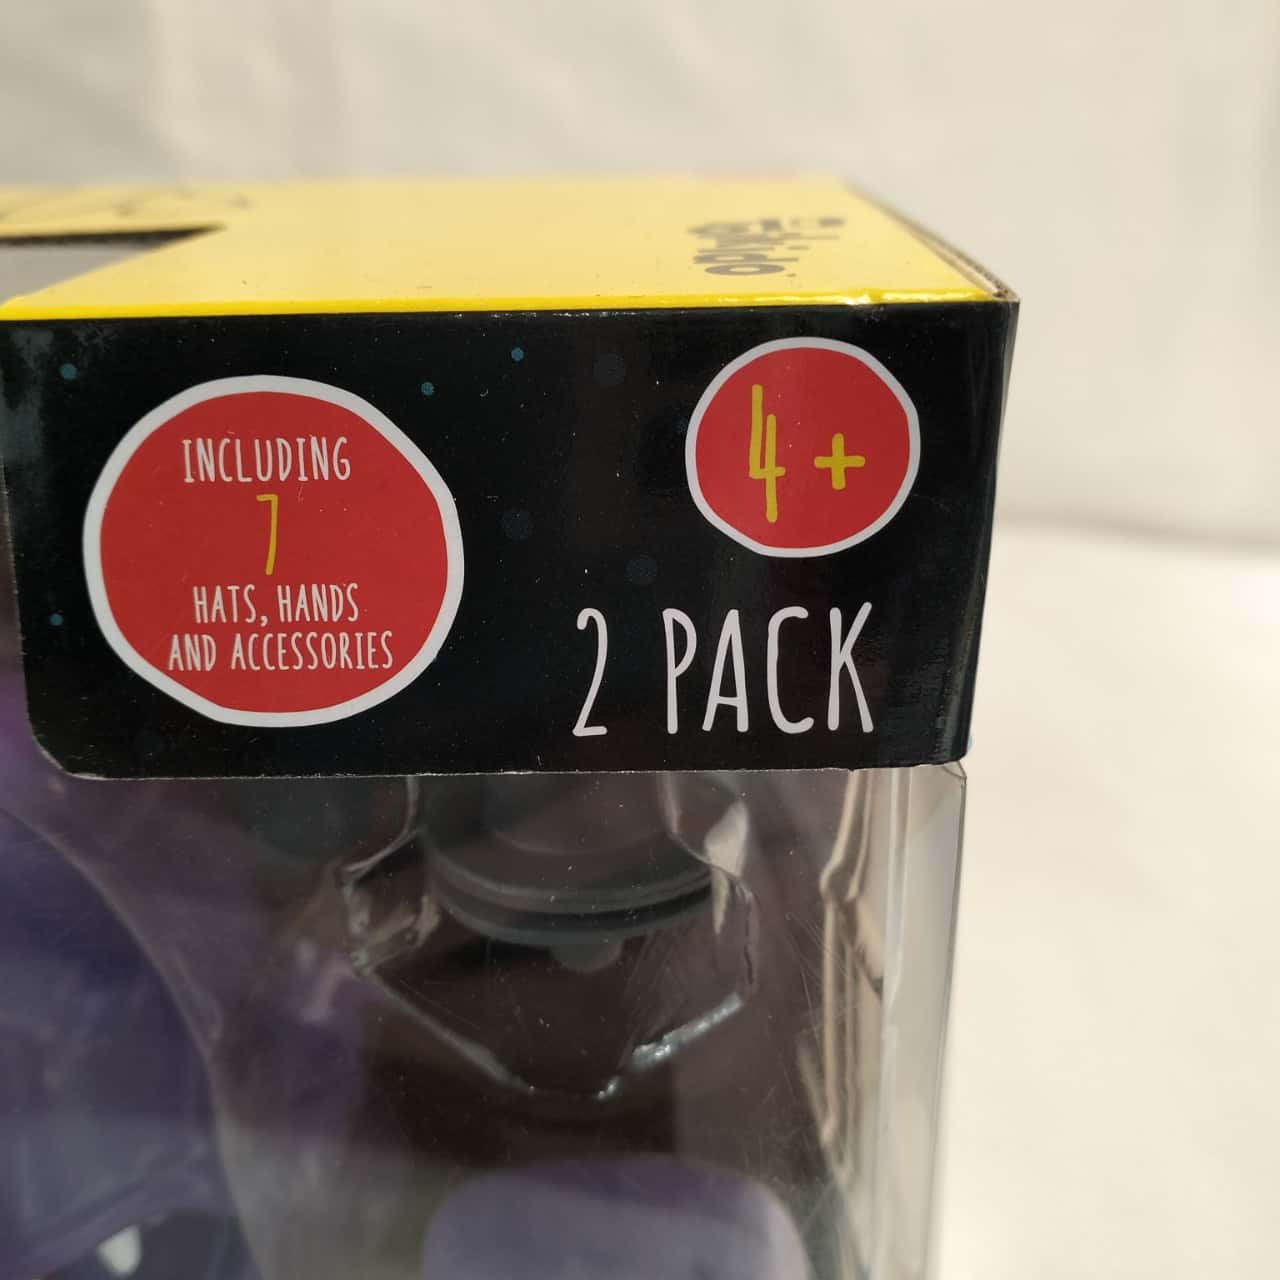 INCLUDING
7
HATS, HANDS
AND ACCESSORIES
4+
2 PACK